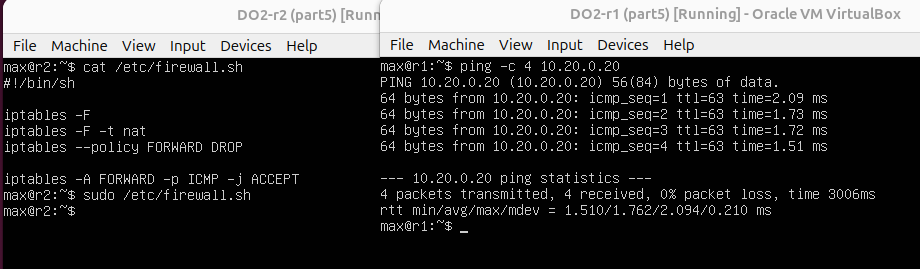 DO2-r2 (part5) [Runn
File Machine View Input Devices Help
max@r2:~$ cat /etc/firewall.sh
#!/bin/sh
iptables -F
iptables -F -t nat
iptables --policy FORWARD DROP
iptables -A FORWARD -p ICMP -j ACCEPT
max@r2:~$ sudo /etc/firewall.sh
max@r2:~$
DO2-r1 (part5) [Running] - Oracle VM VirtualBox
File Machine View Input Devices Help
max@r1:~$ ping -c 4 10.20.0.20
PING 10.20.0.20 (10.20.0.20) 56(84) bytes of data.
64 bytes from 10.20.0.20: icmp_seq=1 ttl=63 time=2.09 ms
64 bytes from 10.20.0.20: icmp_seq=2 ttl=63 time=1.73 ms
64 bytes from 10.20.0.20: icmp_seq=3 ttl=63 time=1.72 ms
64 bytes from 10.20.0.20: icmp_seq=4 ttl=63 time=1.51 ms
--- 10.20.0.20 ping statistics ---
4 packets transmitted, 4 received, 0% packet loss, time 3006ms
rtt min/avg/max/mdev = 1.510/1.762/2.094/0.210 ms
max@r1:~$ _